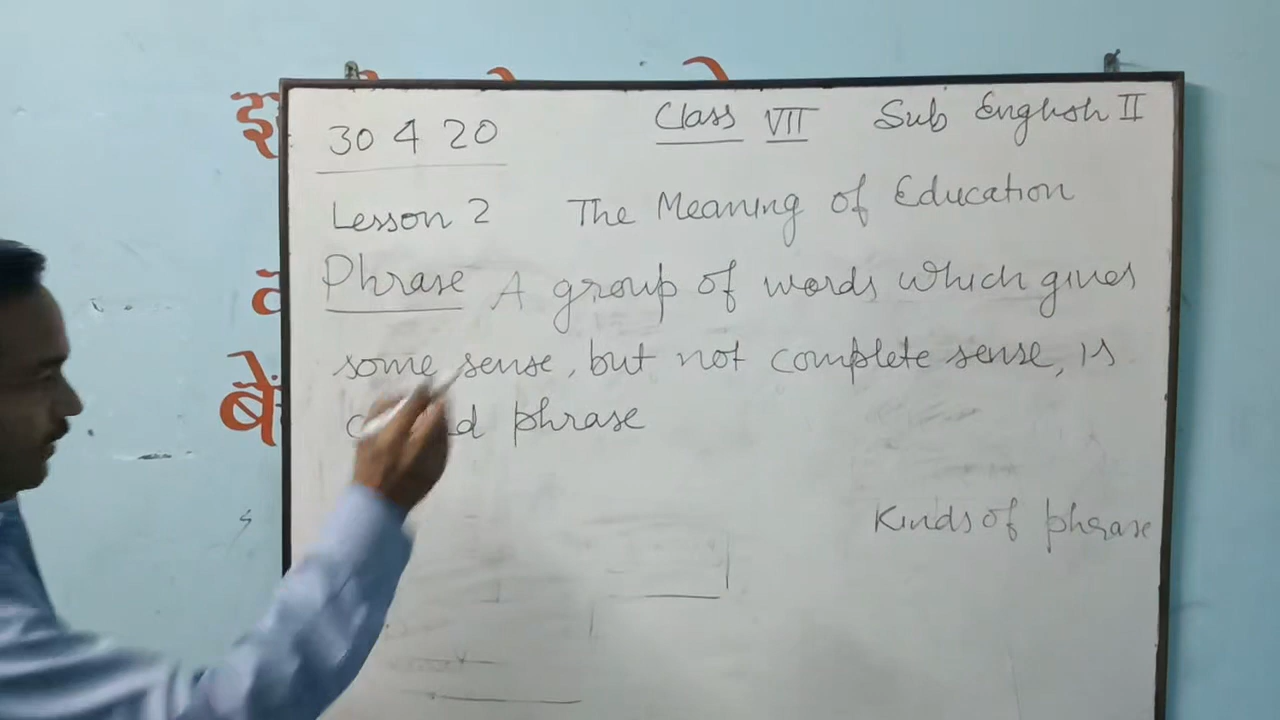 30 4 20 Class VII Sub English II
Lesson 2 The Meaning of Education
Phrase A group of words which gives
some sense, but not complete sense, is
phrase
Kinds of phrase